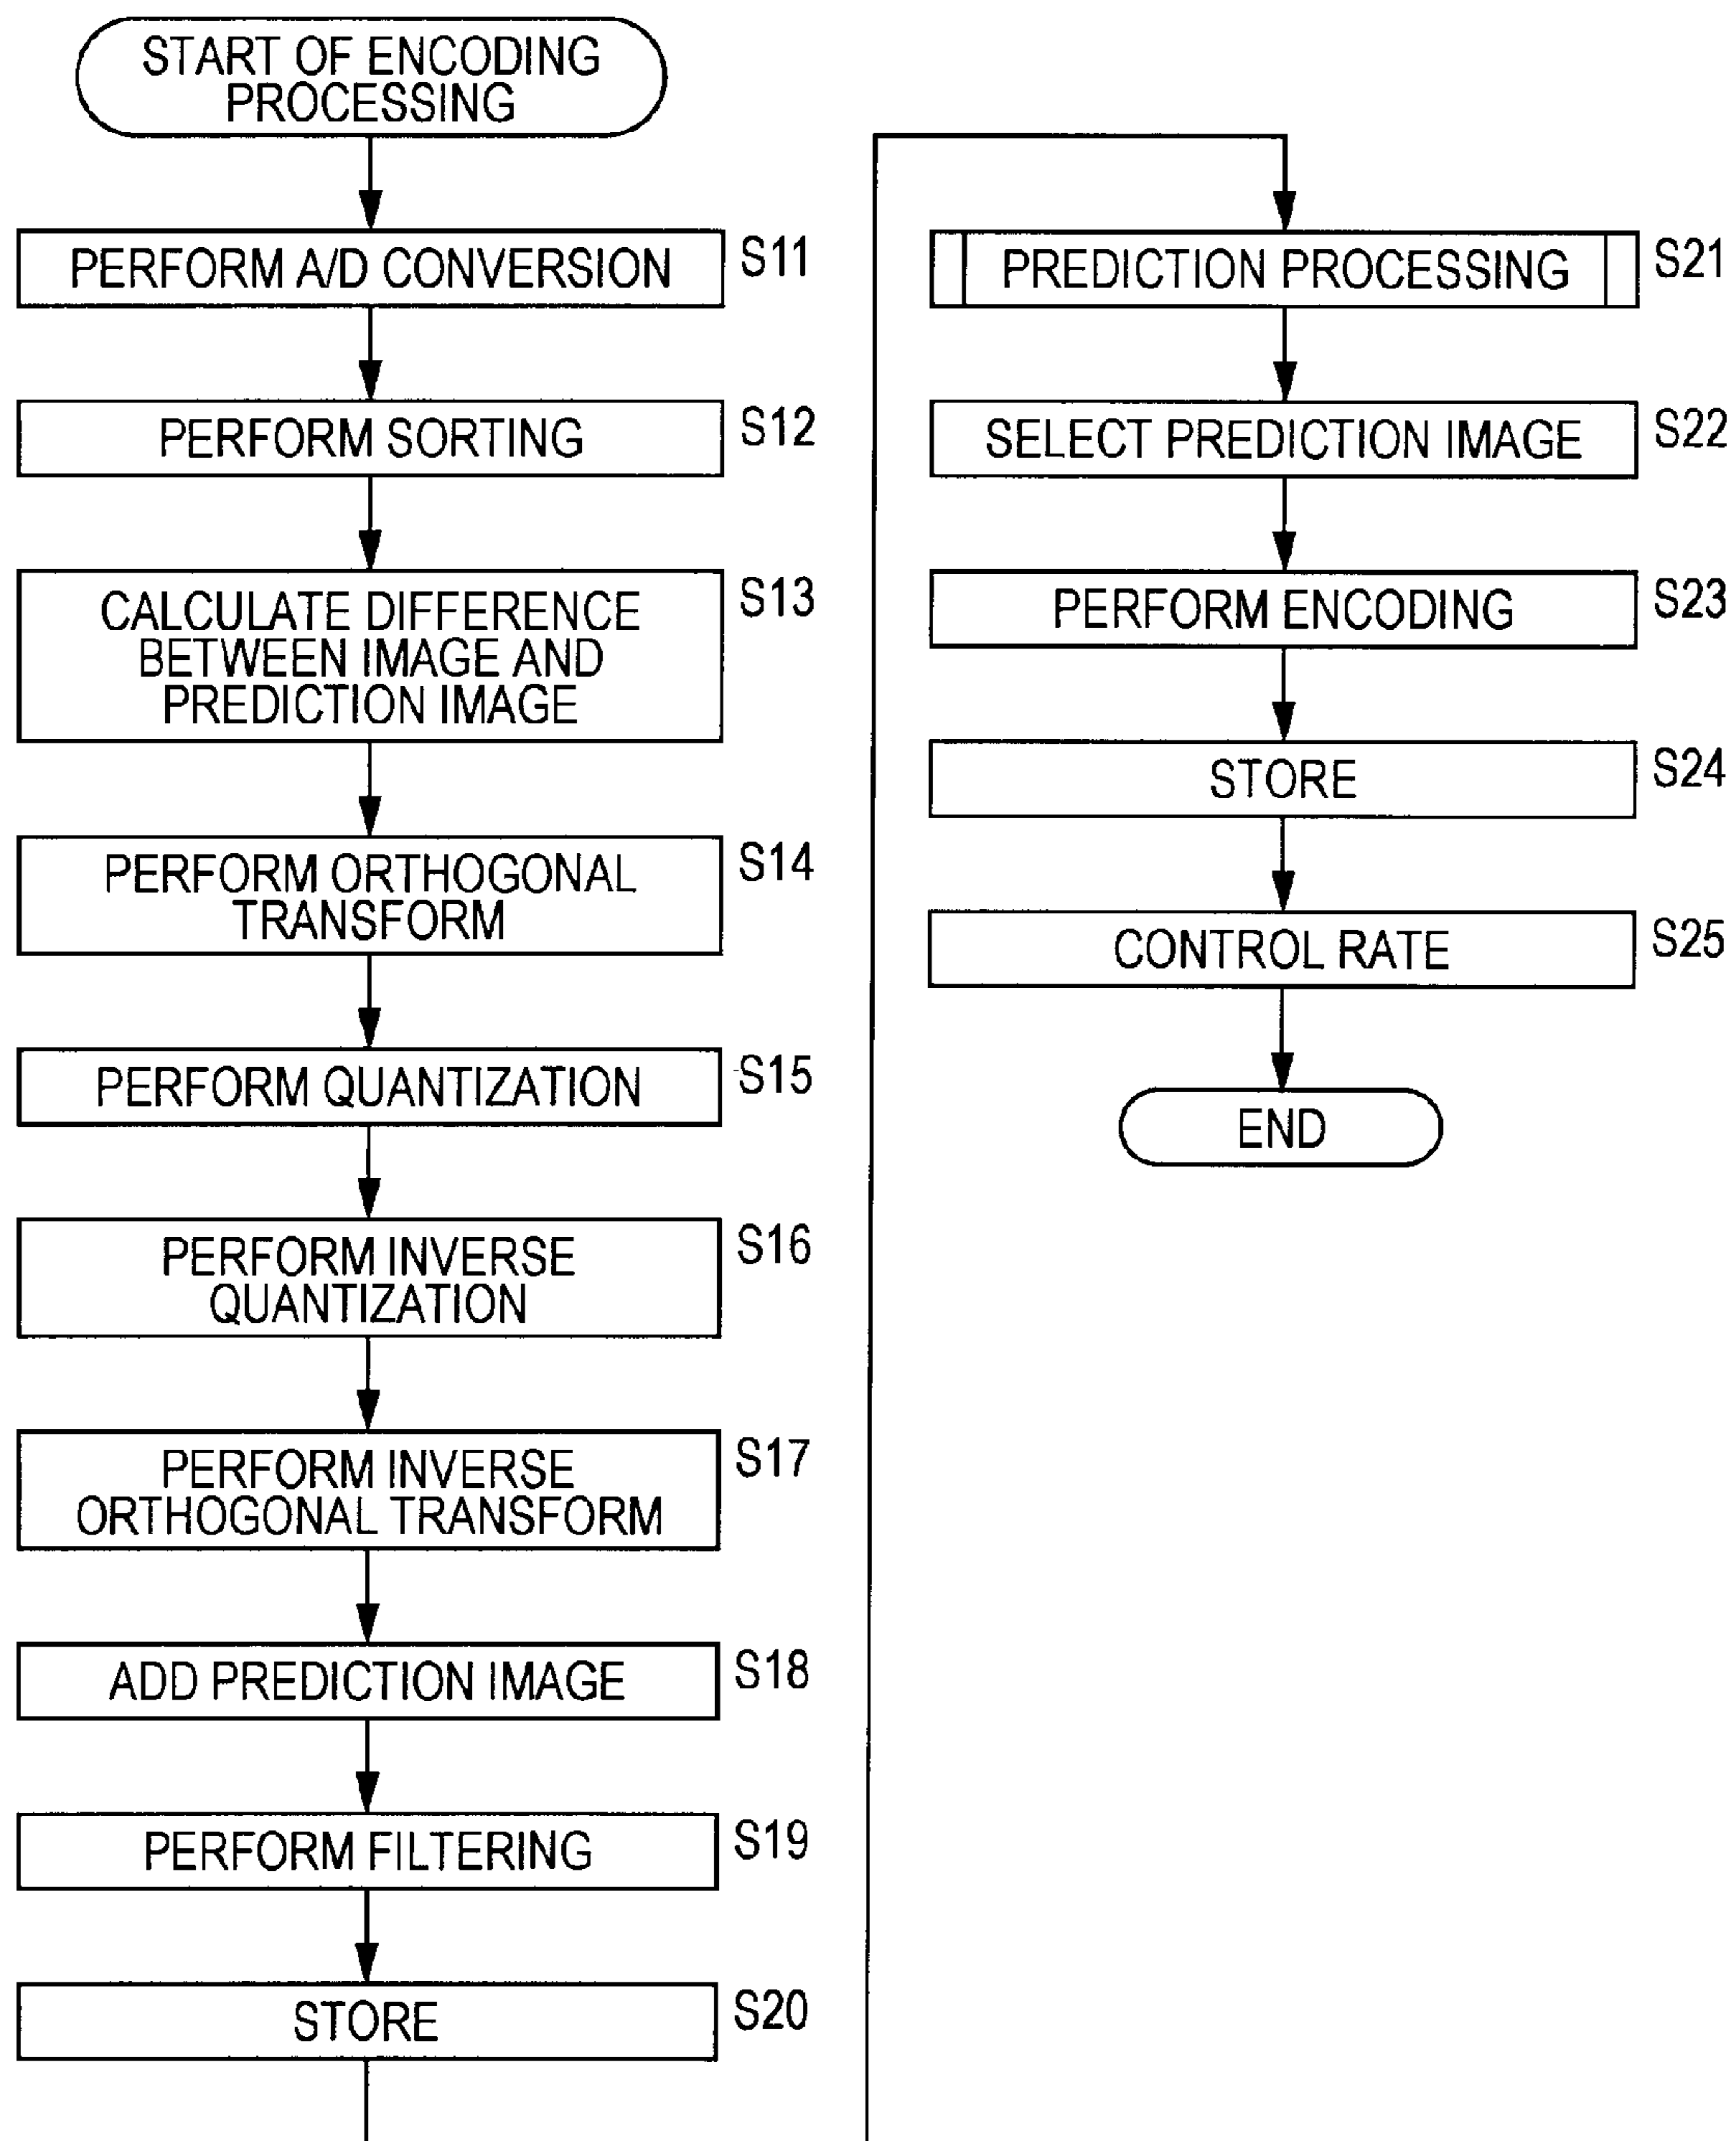 START OF ENCODING
PROCESSING
PERFORM A/D CONVERSION
S11
PERFORM SORTING
S12
CALCULATE DIFFERENCE
BETWEEN IMAGE AND
PREDICTION IMAGE
S13
PERFORM ORTHOGONAL
TRANSFORM
S14
PERFORM QUANTIZATION
S15
PERFORM INVERSE
QUANTIZATION
S16
PERFORM INVERSE
ORTHOGONAL TRANSFORM
S17
ADD PREDICTION IMAGE
S18
PERFORM FILTERING
S19
STORE
S20
PREDICTION PROCESSING
S21
SELECT PREDICTION IMAGE
S22
PERFORM ENCODING
S23
STORE
S24
CONTROL RATE
S25
END